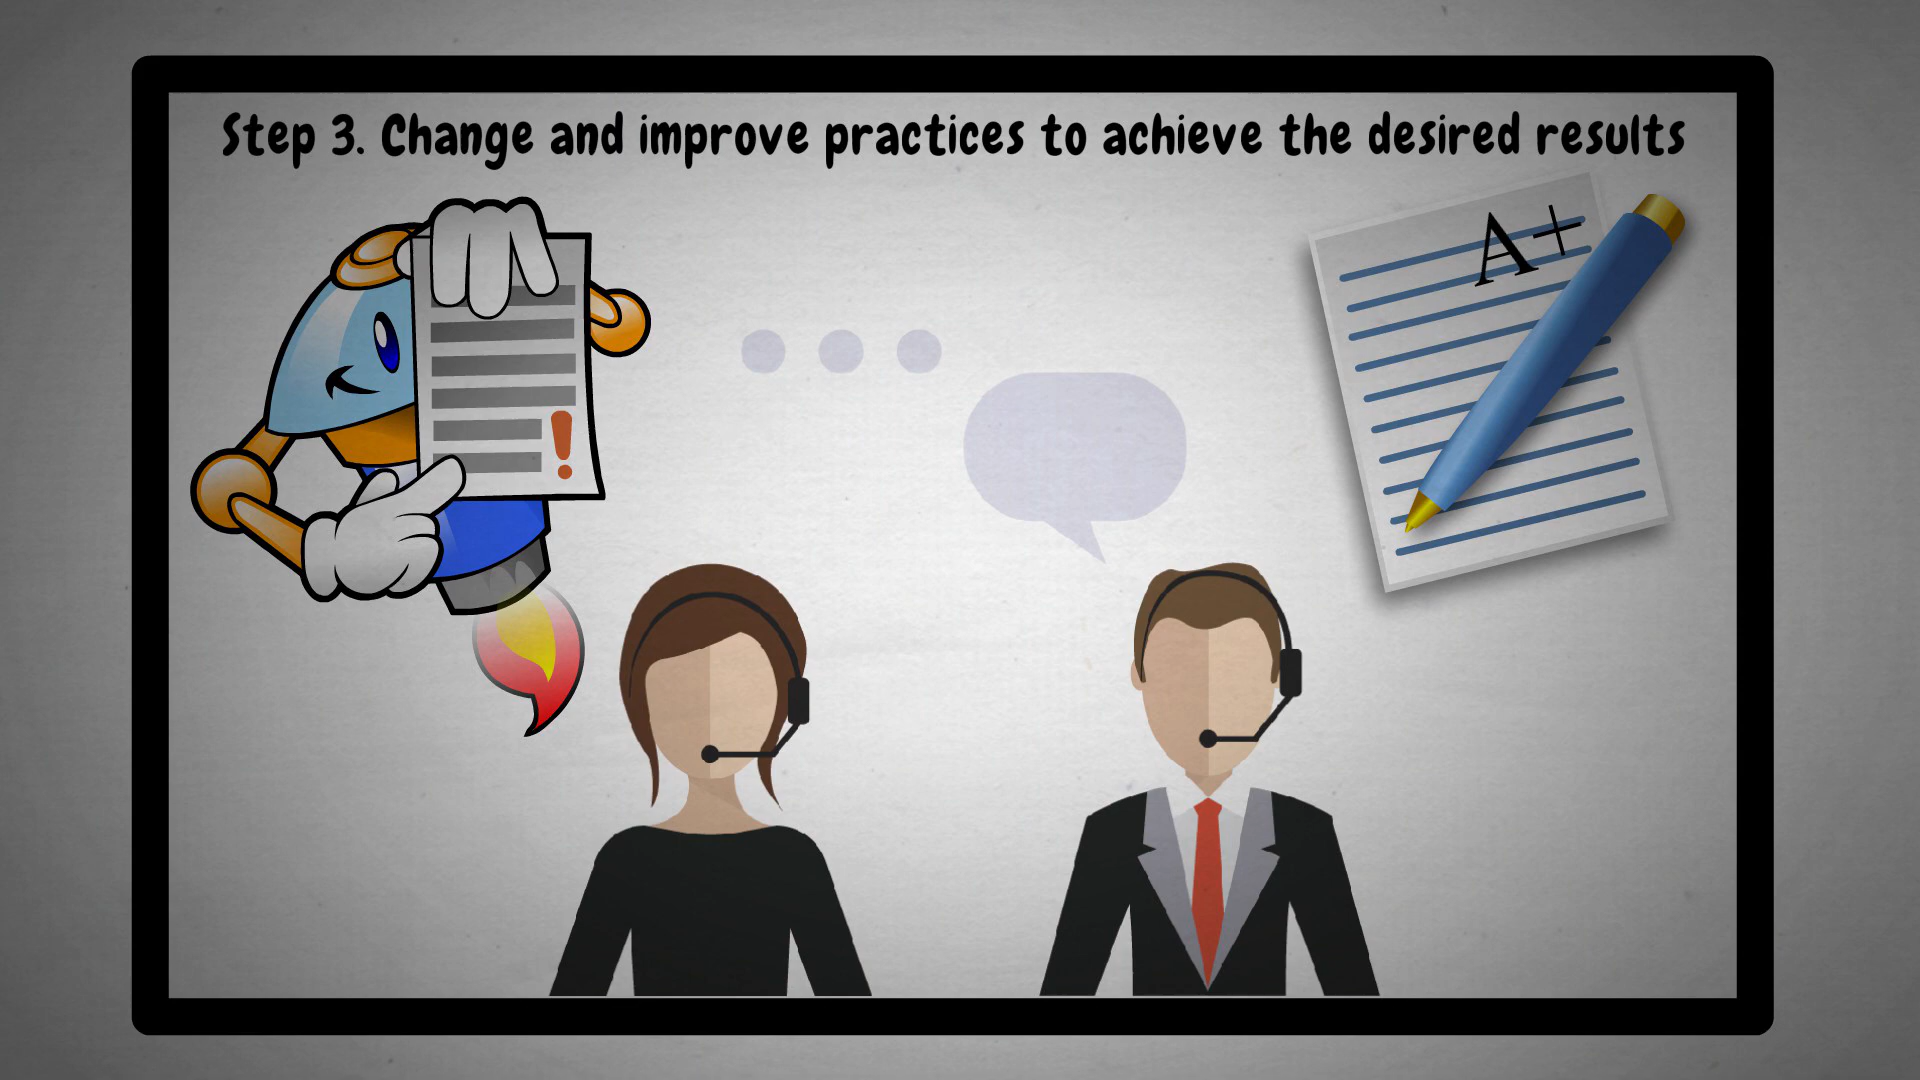 Step 3. Change and improve practices to achieve the desired results
A+
!